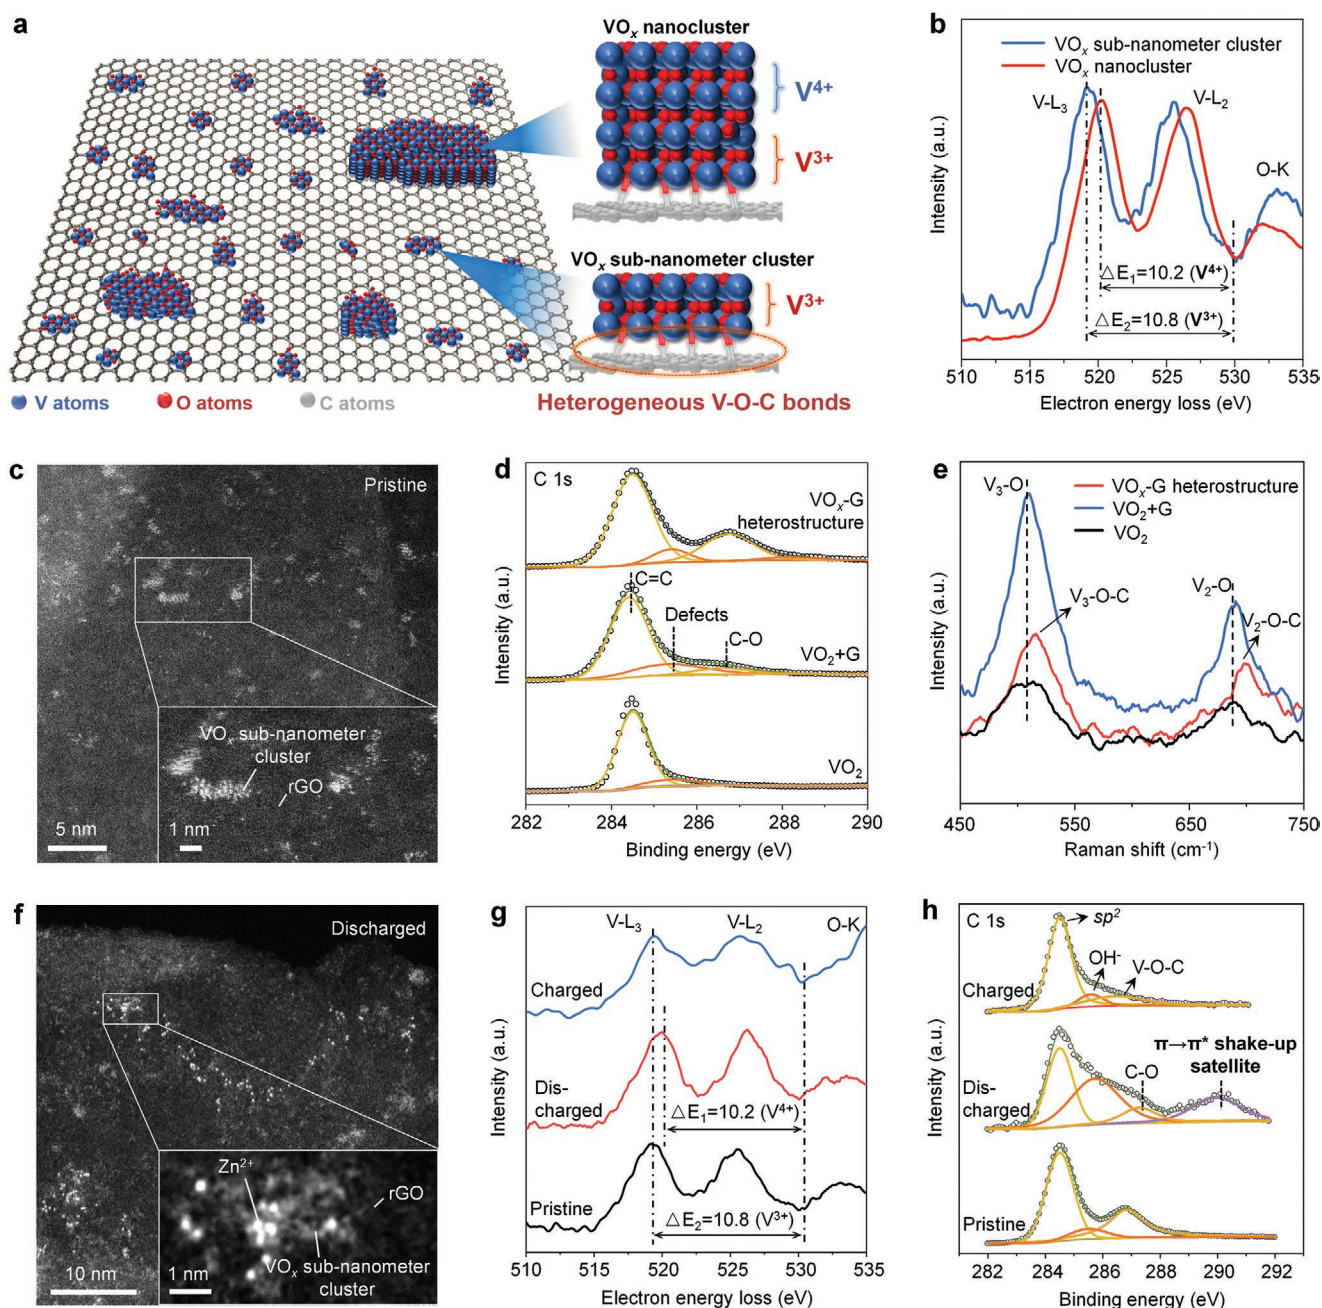 a
VOx nanocluster
V4+
V3+
VOx sub-nanometer cluster
V3+
V atoms
O atoms
C atoms
Heterogeneous V-O-C bonds
b
VOx sub-nanometer cluster
VOx nanocluster
V-L3
V-L2
O-K
△E1=10.2 (V4+)
△E2=10.8 (V3+)
Intensity (a.u.)
510 515 520 525 530 535
Electron energy loss (eV)
c
Pristine
VOx sub-nanometer
cluster
rGO
5 nm
1 nm
d
C 1s
VOx-G
heterostructure
C=C
Defects
C-O
VO2+G
VO2
Intensity (a.u.)
282 284 286 288 290
Binding energy (eV)
e
V3-O
VOx-G heterostructure
VO2+G
VO2
V3-O-C
V2-O
V2-O-C
Intensity (a.u.)
450 550 650 750
Raman shift (cm-1)
f
Discharged
Zn2+
rGO
VOx sub-nanometer
cluster
10 nm
1 nm
g
V-L3
V-L2
O-K
Charged
Dis-
charged
△E1=10.2 (V4+)
Pristine
△E2=10.8 (V3+)
Intensity (a.u.)
510 515 520 525 530 535
Electron energy loss (eV)
h
C 1s
sp2
OH-
V-O-C
Charged
π→π* shake-up
satellite
C-O
Dis-
charged
Pristine
Intensity (a.u.)
282 284 286 288 290 292
Binding energy (eV)